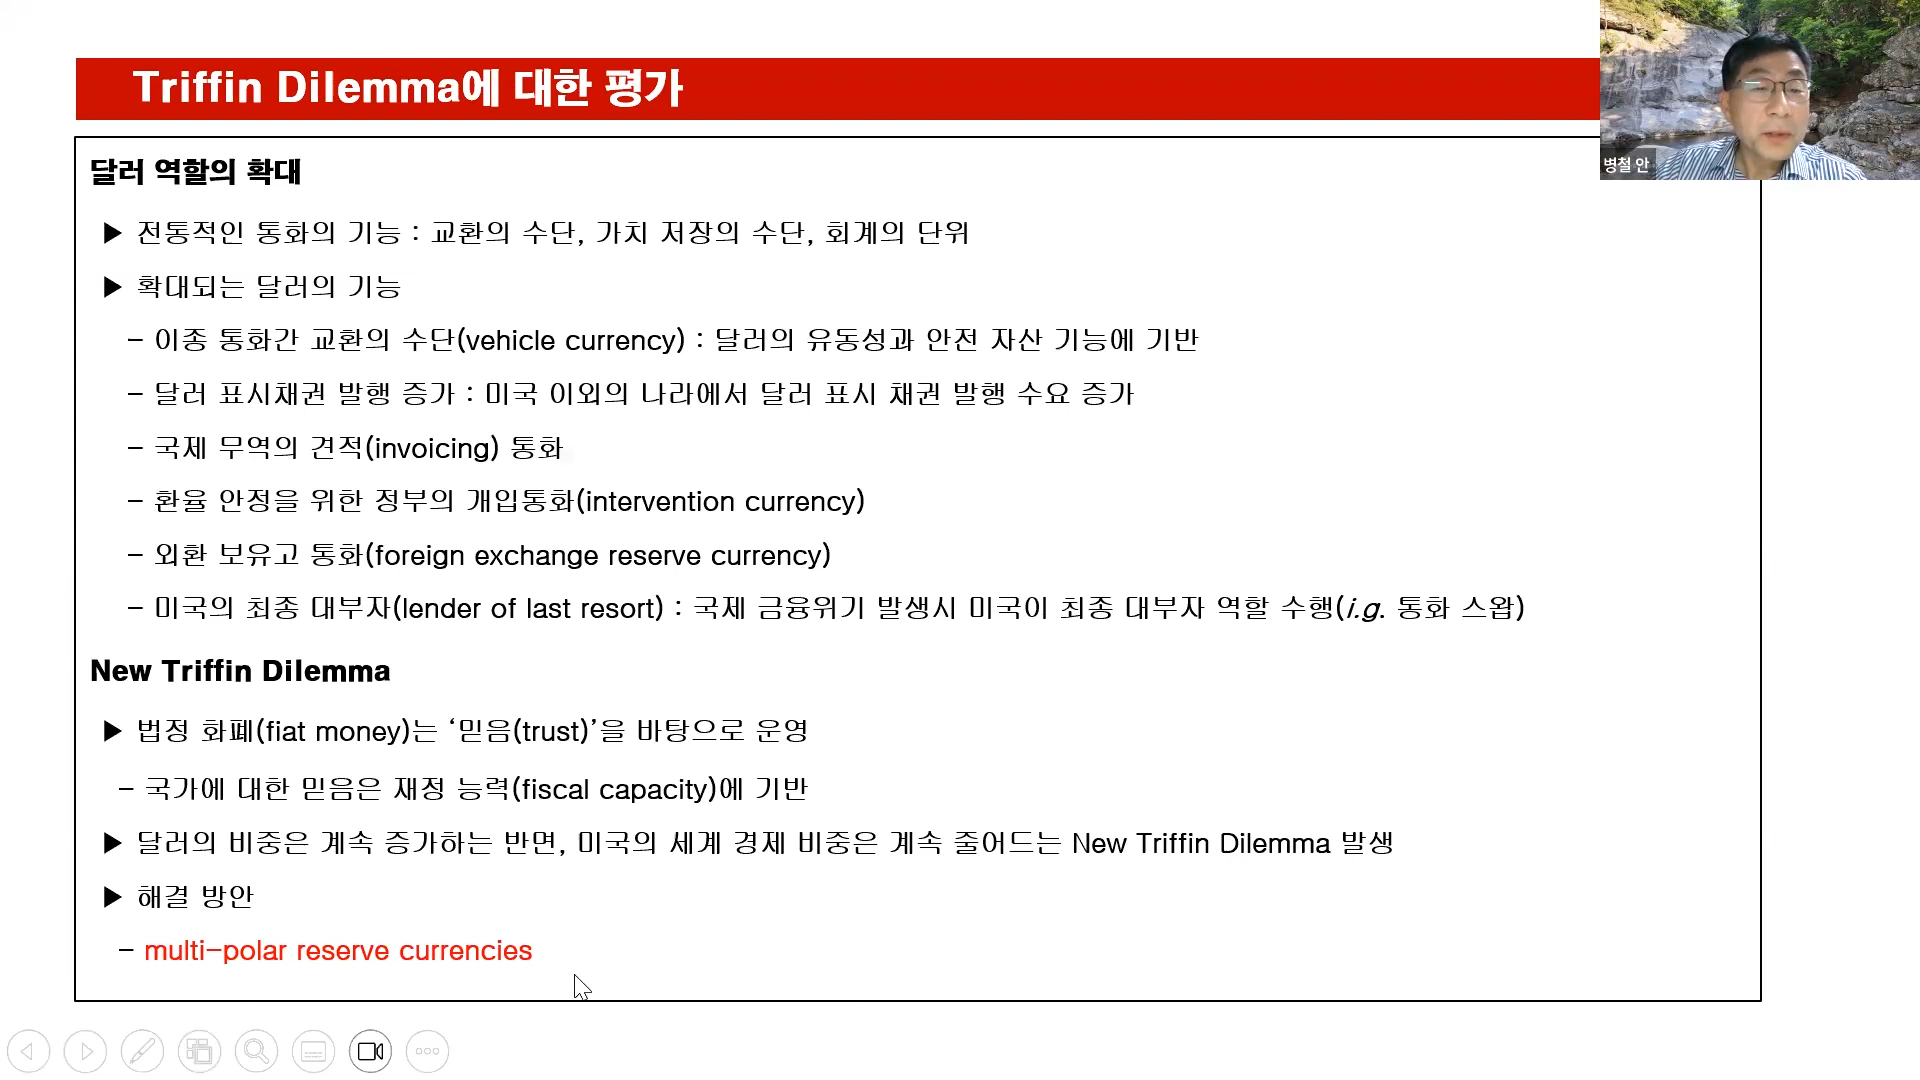 Triffin Dilemma에 대한 평가
병철 안
달러 역할의 확대
▶ 전통적인 통화의 기능 : 교환의 수단, 가치 저장의 수단, 회계의 단위
▶ 확대되는 달러의 기능
- 이종 통화간 교환의 수단(vehicle currency) : 달러의 유동성과 안전 자산 기능에 기반
- 달러 표시채권 발행 증가 : 미국 이외의 나라에서 달러 표시 채권 발행 수요 증가
- 국제 무역의 견적(invoicing) 통화
- 환율 안정을 위한 정부의 개입통화(intervention currency)
- 외환 보유고 통화(foreign exchange reserve currency)
- 미국의 최종 대부자(lender of last resort) : 국제 금융위기 발생시 미국이 최종 대부자 역할 수행(i.g. 통화 스왑)
New Triffin Dilemma
▶ 법정 화폐(fiat money)는 ‘믿음(trust)’을 바탕으로 운영
- 국가에 대한 믿음은 재정 능력(fiscal capacity)에 기반
▶ 달러의 비중은 계속 증가하는 반면, 미국의 세계 경제 비중은 계속 줄어드는 New Triffin Dilemma 발생
▶ 해결 방안
- multi-polar reserve currencies